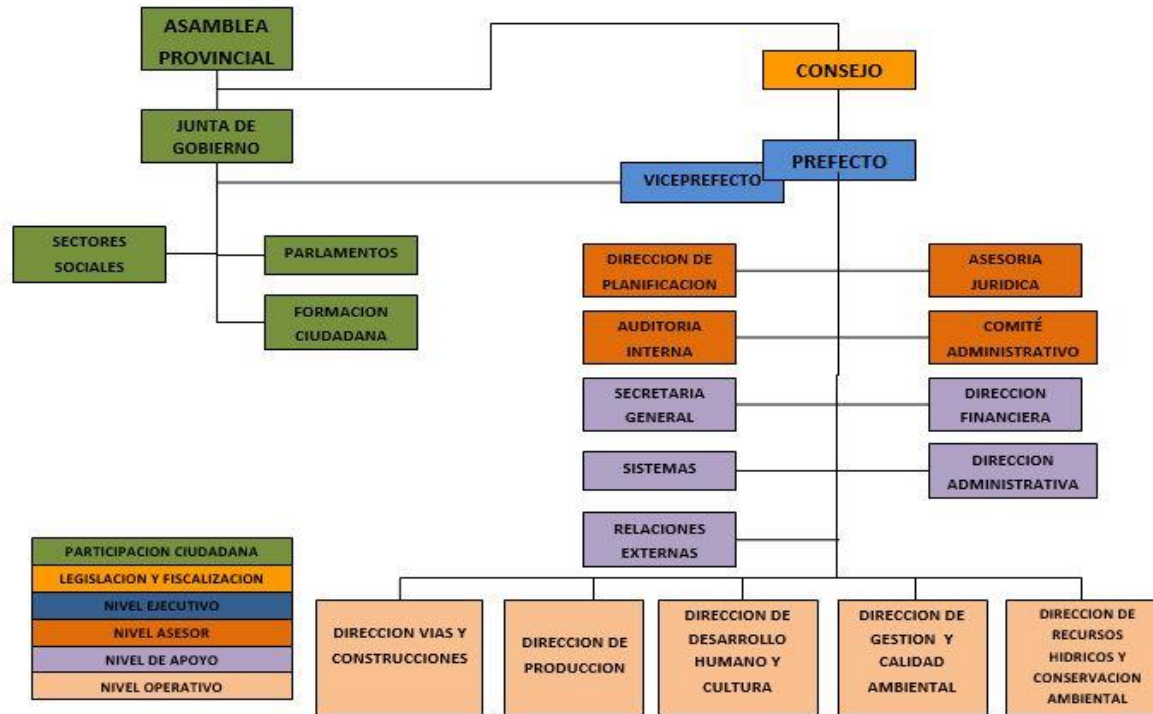 ASAMBLEA
PROVINCIAL
CONSEJO
JUNTA DE
GOBIERNO
PREFECTO
VICEPREFECTO
SECTORES
SOCIALES
PARLAMENTOS
FORMACION
CIUDADANA
DIRECCION DE
PLANIFICACION
ASESORIA
JURIDICA
AUDITORIA
INTERNA
COMITÉ
ADMINISTRATIVO
SECRETARIA
GENERAL
DIRECCION
FINANCIERA
SISTEMAS
DIRECCION
ADMINISTRATIVA
RELACIONES
EXTERNAS
PARTICIPACION CIUDADANA
LEGISLACION Y FISCALIZACION
NIVEL EJECUTIVO
NIVEL ASESOR
NIVEL DE APOYO
NIVEL OPERATIVO
DIRECCION VIAS Y
CONSTRUCCIONES
DIRECCION DE
PRODUCCION
DIRECCION DE
DESARROLLO
HUMANO Y
CULTURA
DIRECCION DE
GESTION Y
CALIDAD
AMBIENTAL
DIRECCION DE
RECURSOS
HIDRICOS Y
CONSERVACION
AMBIENTAL